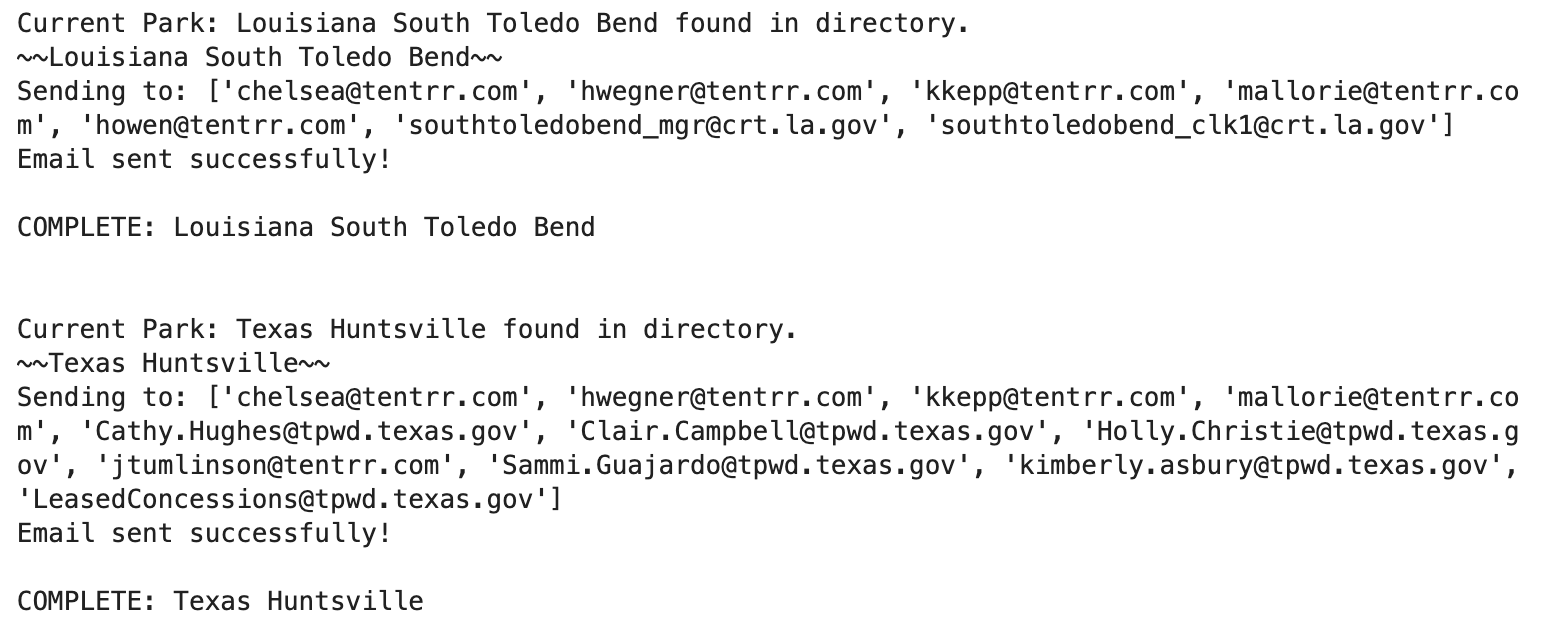 Current Park: Louisiana South Toledo Bend found in directory.
~~Louisiana South Toledo Bend~~
Sending to: ['chelsea@tentrr.com', 'hwegner@tentrr.com', 'kkepp@tentrr.com', 'mallorie@tentrr.co
m', 'howen@tentrr.com', 'southtoledobend_mgr@crt.la.gov', 'southtoledobend_clk1@crt.la.gov']
Email sent successfully!
COMPLETE: Louisiana South Toledo Bend
Current Park: Texas Huntsville found in directory.
~~Texas Huntsville~~
Sending to: ['chelsea@tentrr.com', 'hwegner@tentrr.com', 'kkepp@tentrr.com', 'mallorie@tentrr.co
m', 'Cathy.Hughes@tpwd.texas.gov', 'Clair.Campbell@tpwd.texas.gov', 'Holly.Christie@tpwd.texas.g
ov', 'jtumlinson@tentrr.com', 'Sammi.Guajardo@tpwd.texas.gov', 'kimberly.asbury@tpwd.texas.gov',
'LeasedConcessions@tpwd.texas.gov']
Email sent successfully!
COMPLETE: Texas Huntsville